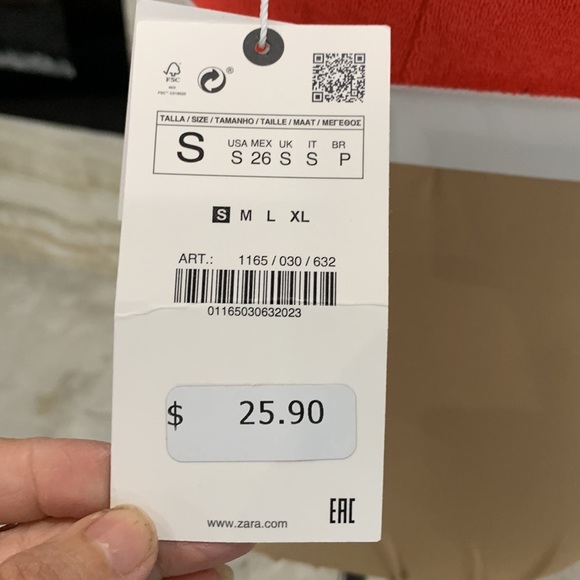 FSC
TALLA / SIZE / TAMANHO / TAILLE / MAAT / ΜΕΓΕΘΟΣ
S
USA MEX UK IT BR
S 26 S S P
S M L XL
ART.: 1165 / 030 / 632
01165030632023
$ 25.90
www.zara.com
EAC